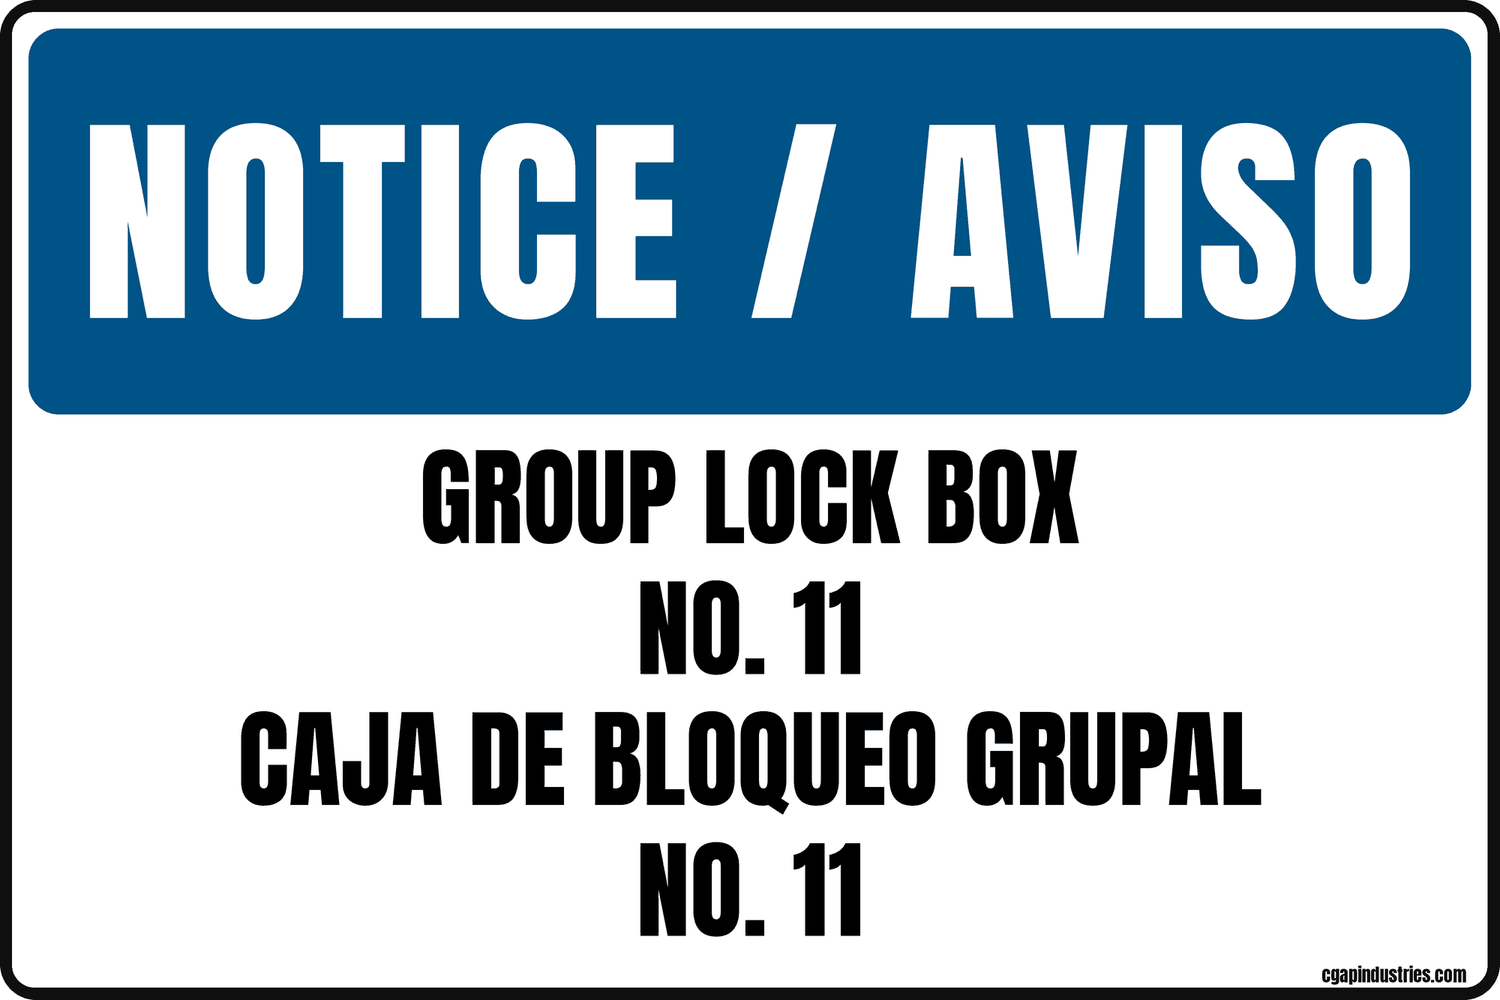 NOTICE / AVISO
GROUP LOCK BOX
NO. 11
CAJA DE BLOQUEO GRUPAL
NO. 11
cgapindustries.com